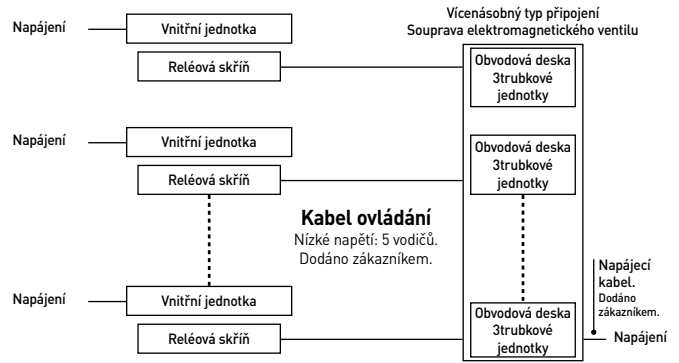 Vícenásobný typ připojení
Souprava elektromagnetického ventilu
Napájení
Vnitřní jednotka
Reléová skříň
Obvodová deska
3trubkové
jednotky
Napájení
Vnitřní jednotka
Reléová skříň
Obvodová deska
3trubkové
jednotky
Kabel ovládání
Nízké napětí: 5 vodičů.
Dodáno zákazníkem.
Napájecí
kabel.
Dodáno
zákazníkem.
Napájení
Vnitřní jednotka
Reléová skříň
Obvodová deska
3trubkové
jednotky
Napájení